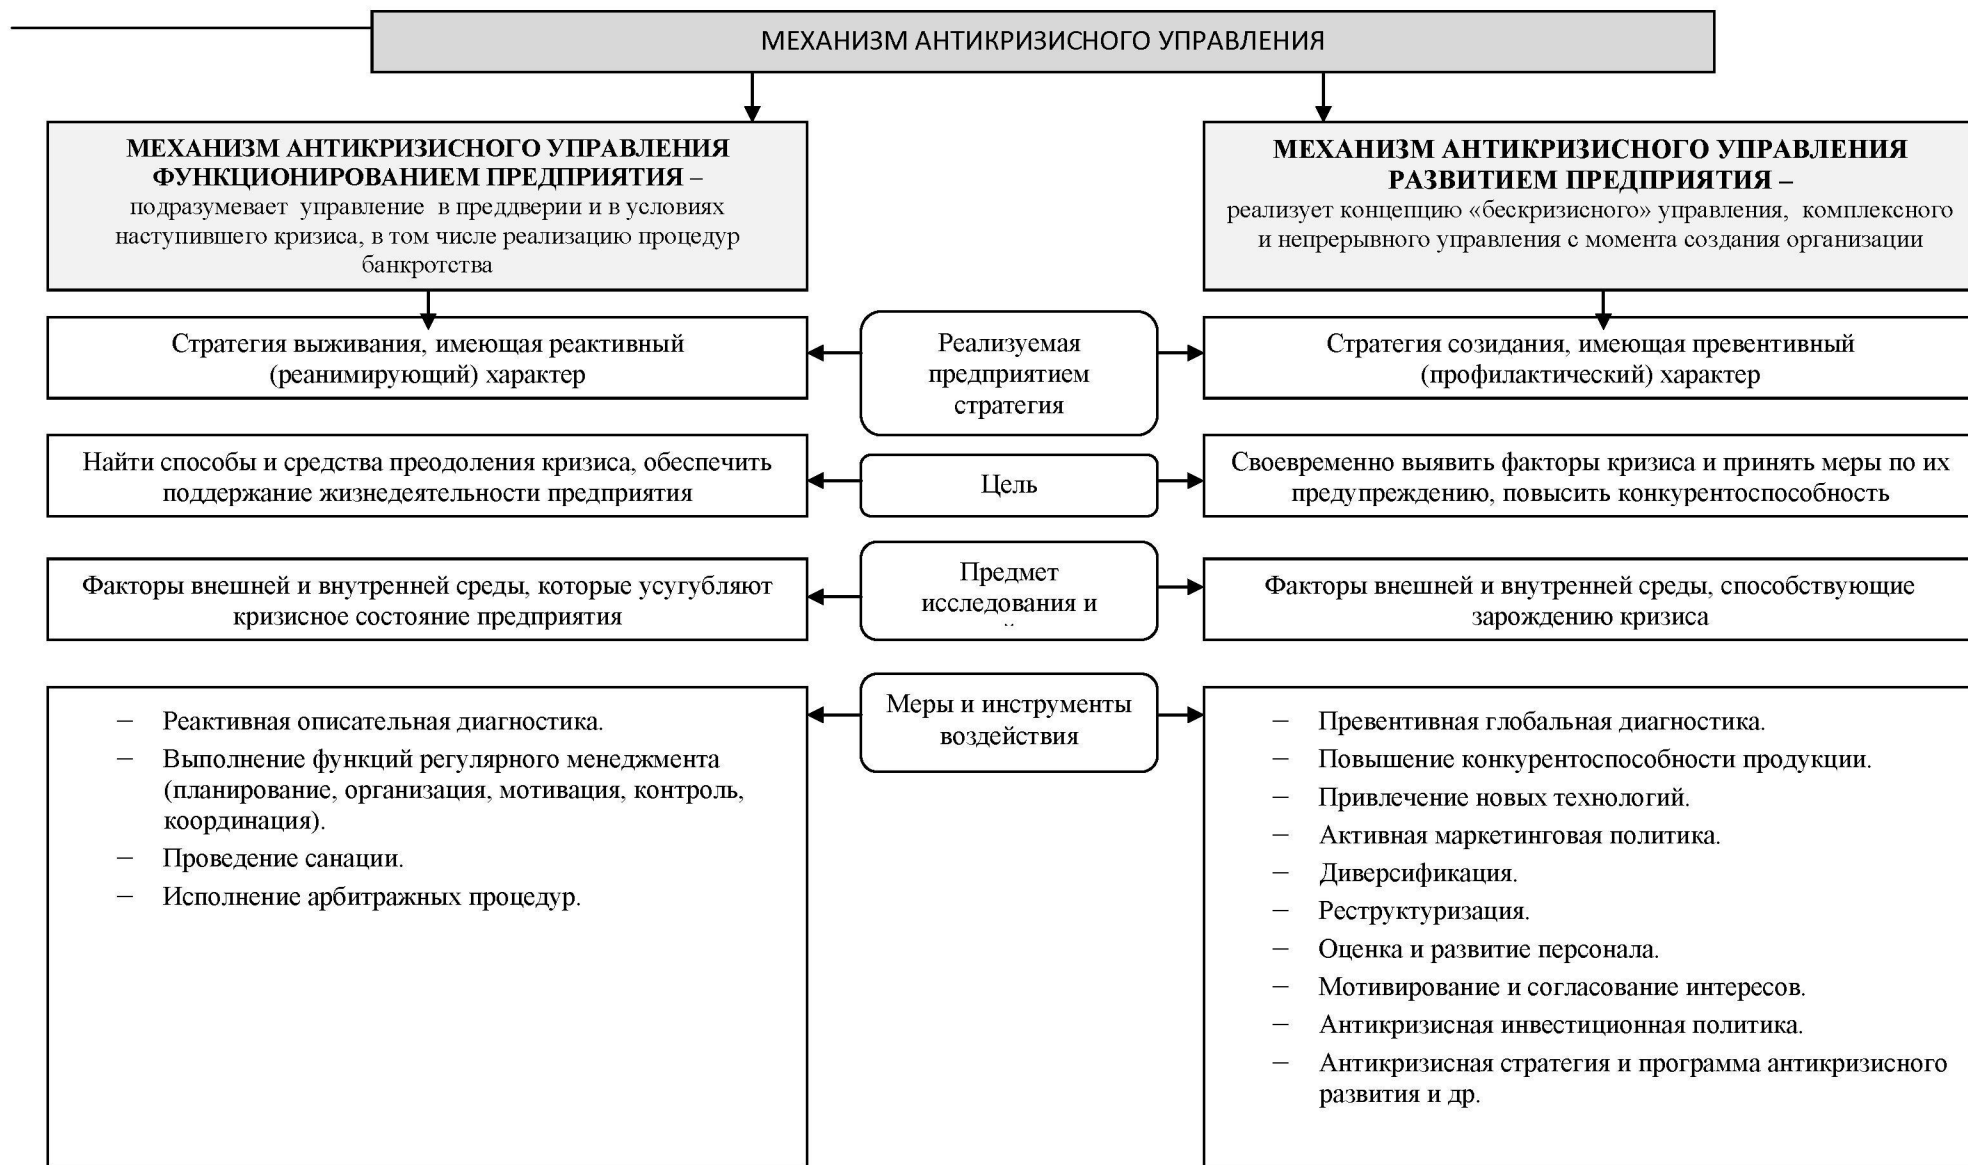 МЕХАНИЗМ АНТИКРИЗИСНОГО УПРАВЛЕНИЯ
МЕХАНИЗМ АНТИКРИЗИСНОГО УПРАВЛЕНИЯ
ФУНКЦИОНИРОВАНИЕМ ПРЕДПРИЯТИЯ –
подразумевает управление в преддверии и в условиях
наступившего кризиса, в том числе реализацию процедур
банкротства
МЕХАНИЗМ АНТИКРИЗИСНОГО УПРАВЛЕНИЯ
РАЗВИТИЕМ ПРЕДПРИЯТИЯ –
реализует концепцию «бескризисного» управления, комплексного
и непрерывного управления с момента создания организации
Стратегия выживания, имеющая реактивный
(реанимирующий) характер
Реализуемая
предприятием
стратегия
Стратегия созидания, имеющая превентивный
(профилактический) характер
Найти способы и средства преодоления кризиса, обеспечить
поддержание жизнедеятельности предприятия
Цель
Своевременно выявить факторы кризиса и принять меры по их
предупреждению, повысить конкурентоспособность
Факторы внешней и внутренней среды, которые усугубляют
кризисное состояние предприятия
Предмет
исследования и
Факторы внешней и внутренней среды, способствующие
зарождению кризиса
– Реактивная описательная диагностика.
– Выполнение функций регулярного менеджмента
(планирование, организация, мотивация, контроль,
координация).
– Проведение санации.
– Исполнение арбитражных процедур.
Меры и инструменты
воздействия
– Превентивная глобальная диагностика.
– Повышение конкурентоспособности продукции.
– Привлечение новых технологий.
– Активная маркетинговая политика.
– Диверсификация.
– Реструктуризация.
– Оценка и развитие персонала.
– Мотивирование и согласование интересов.
– Антикризисная инвестиционная политика.
– Антикризисная стратегия и программа антикризисного
развития и др.